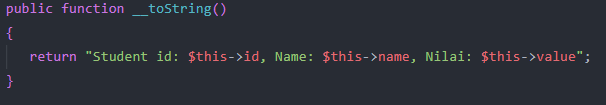 public function __toString()
{
return "Student id: $this->id, Name: $this->name, Nilai: $this->value";
}